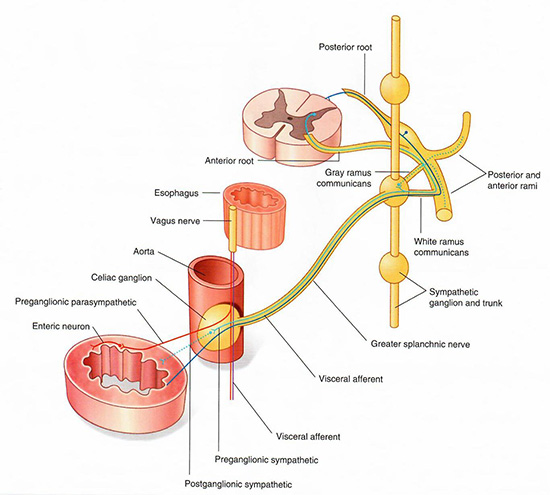 Posterior root
Anterior root
Gray ramus
communicans
Posterior and
anterior rami
Esophagus
Vagus nerve
White ramus
communicans
Aorta
Celiac ganglion
Sympathetic
ganglion and trunk
Preganglionic parasympathetic
Enteric neuron
Greater splanchnic nerve
Visceral afferent
Visceral afferent
Preganglionic sympathetic
Postganglionic sympathetic